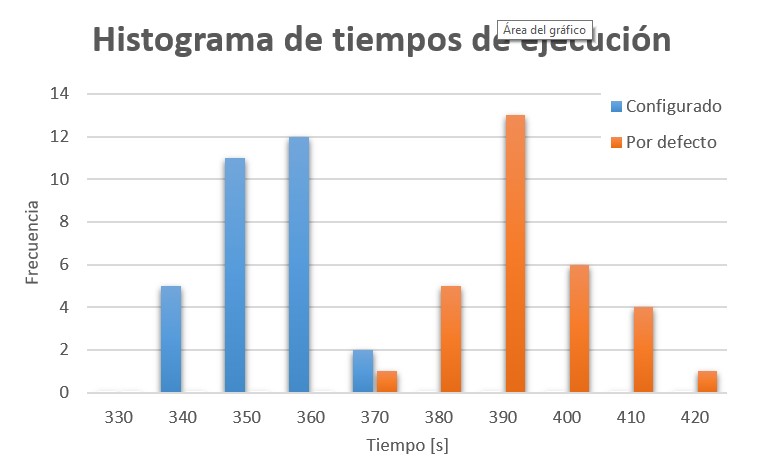 Histograma de tiempos de ejecución
Área del gráfico
14
12
10
8
6
4
2
0
Frecuencia
Configurado
Por defecto
330 340 350 360 370 380 390 400 410 420
Tiempo [s]